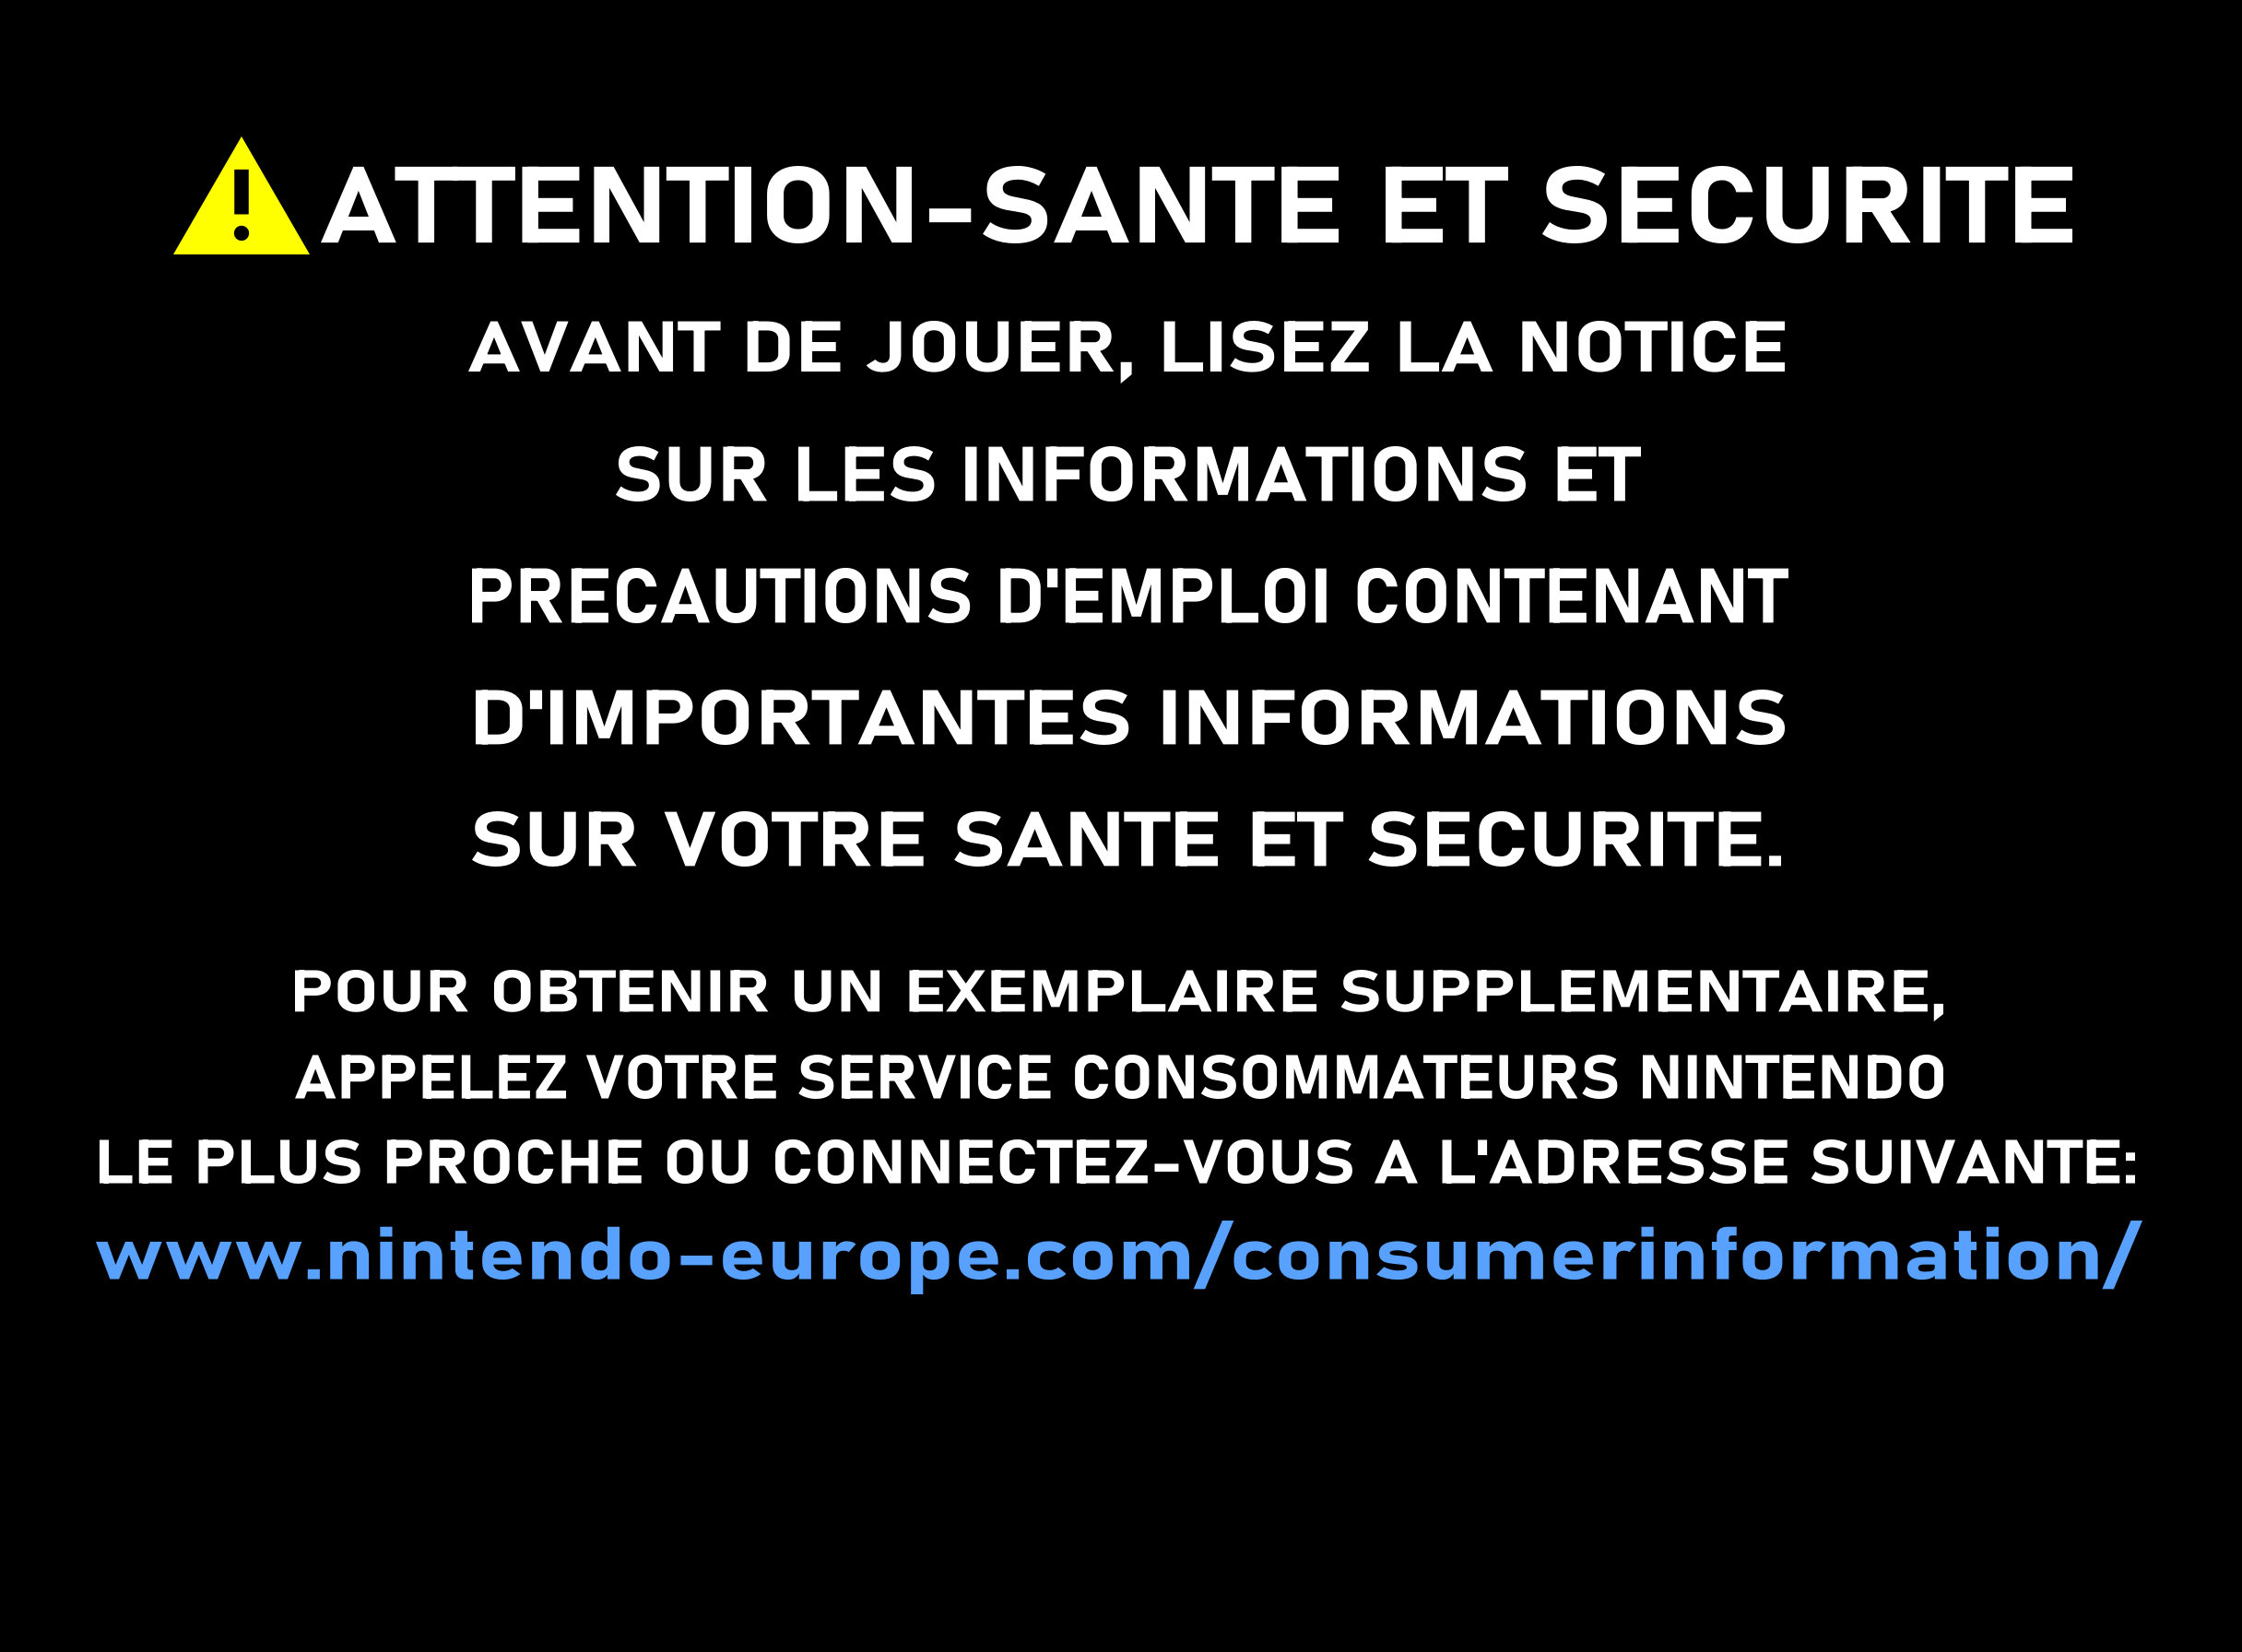 ATTENTION-SANTE ET SECURITE
AVANT DE JOUER, LISEZ LA NOTICE
SUR LES INFORMATIONS ET
PRECAUTIONS D'EMPLOI CONTENANT
D'IMPORTANTES INFORMATIONS
SUR VOTRE SANTE ET SECURITE.
POUR OBTENIR UN EXEMPLAIRE SUPPLEMENTAIRE,
APPELEZ VOTRE SERVICE CONSOMMATEURS NINTENDO
LE PLUS PROCHE OU CONNECTEZ-VOUS A L'ADRESSE SUIVANTE:
www.nintendo-europe.com/consumerinformation/